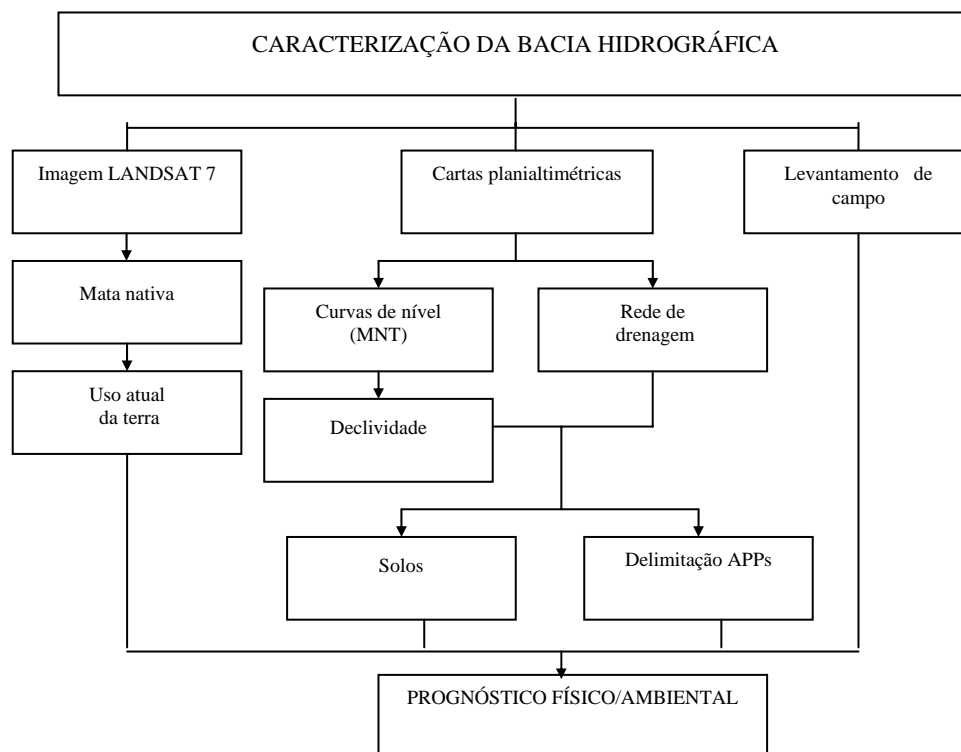 CARACTERIZAÇÃO DA BACIA HIDROGRÁFICA
Imagem LANDSAT 7
Cartas planialtimétricas
Levantamento de
campo
Mata nativa
Curvas de nível
(MNT)
Rede de
drenagem
Uso atual
da terra
Declividade
Solos
Delimitação APPs
PROGNÓSTICO FÍSICO/AMBIENTAL